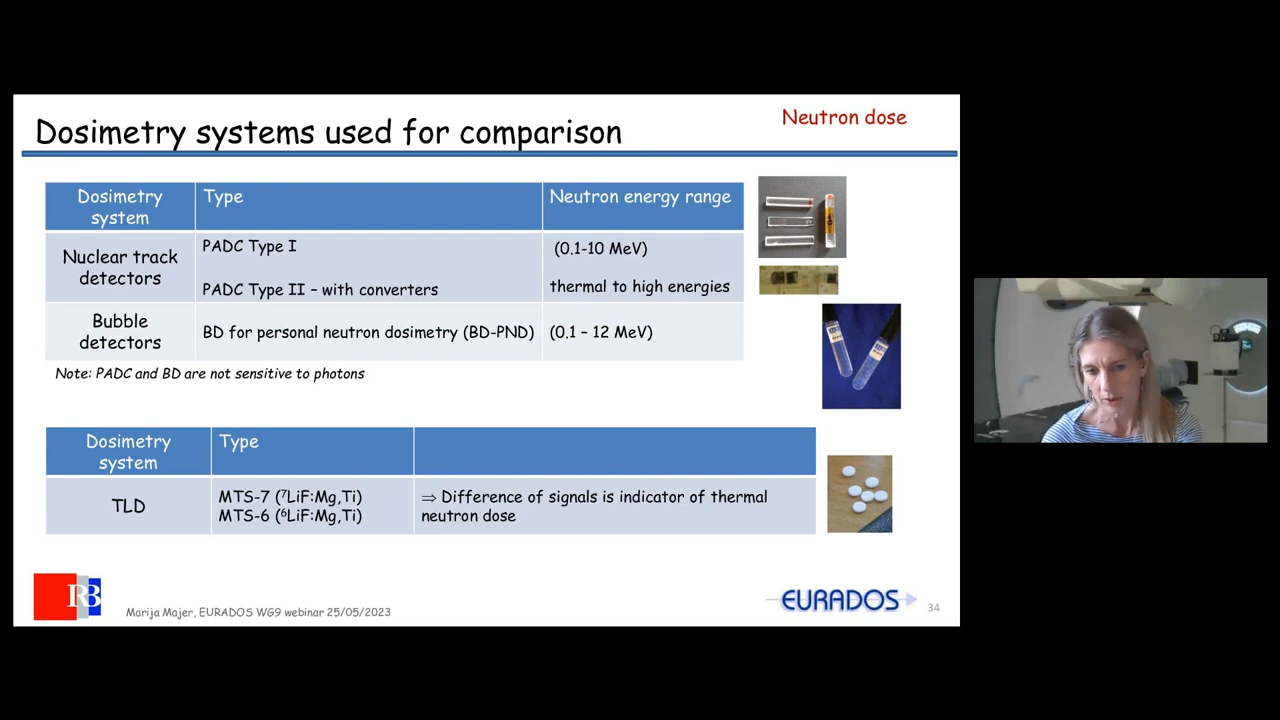 Neutron dose
Dosimetry systems used for comparison
Dosimetry
system
Type
Neutron energy range
Nuclear track
detectors
PADC Type I
(0.1-10 MeV)
PADC Type II – with converters
thermal to high energies
Bubble
detectors
BD for personal neutron dosimetry (BD-PND)
(0.1 – 12 MeV)
Note: PADC and BD are not sensitive to photons
Dosimetry
system
Type
TLD
MTS-7 (⁷LiF:Mg,Ti)
MTS-6 (⁶LiF:Mg,Ti)
⇒ Difference of signals is indicator of thermal
neutron dose
RB
Marija Majer, EURADOS WG9 webinar 25/05/2023
EURADOS
34